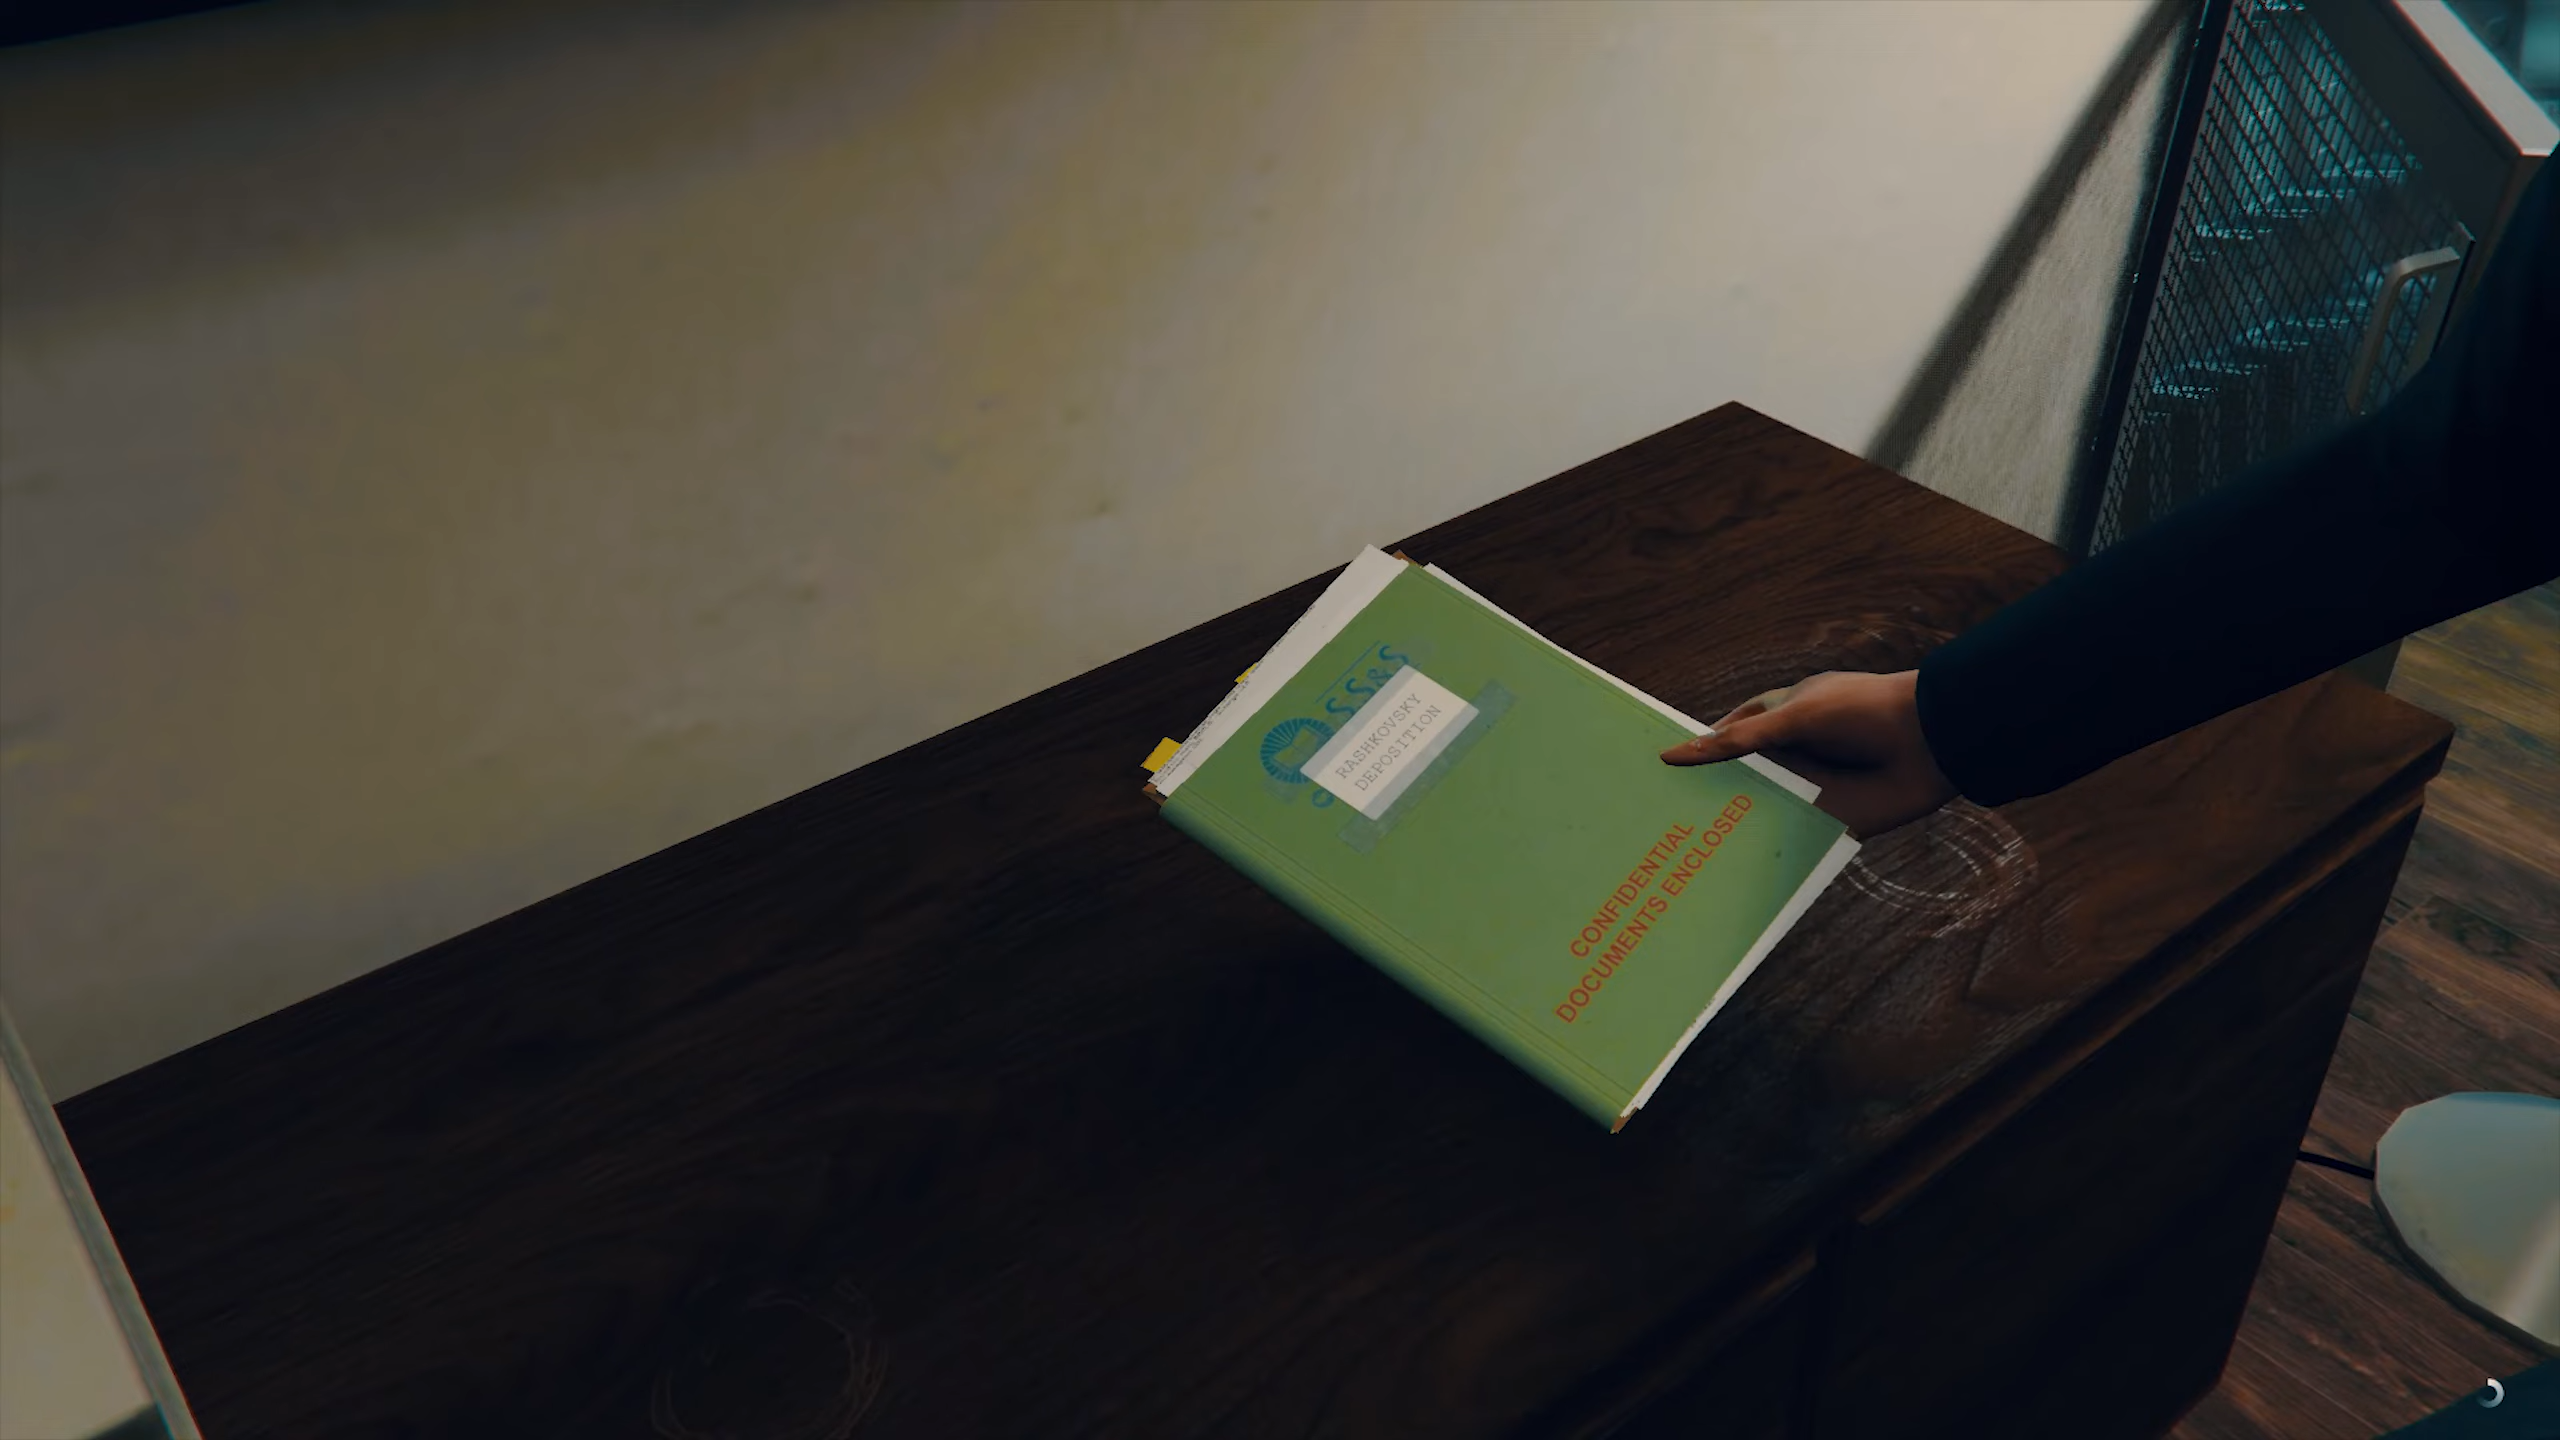 SS&S
RASHKOVSKY
DEPOSITION
CONFIDENTIAL
DOCUMENTS ENCLOSED